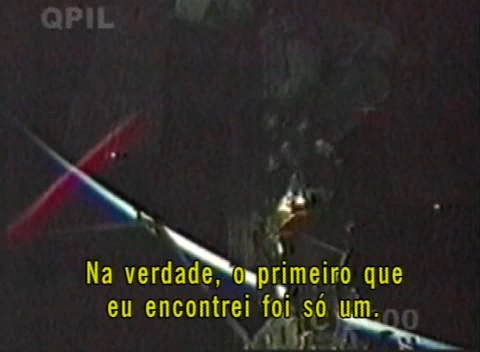 QPIL
Na verdade, o primeiro que
eu encontrei foi só um.